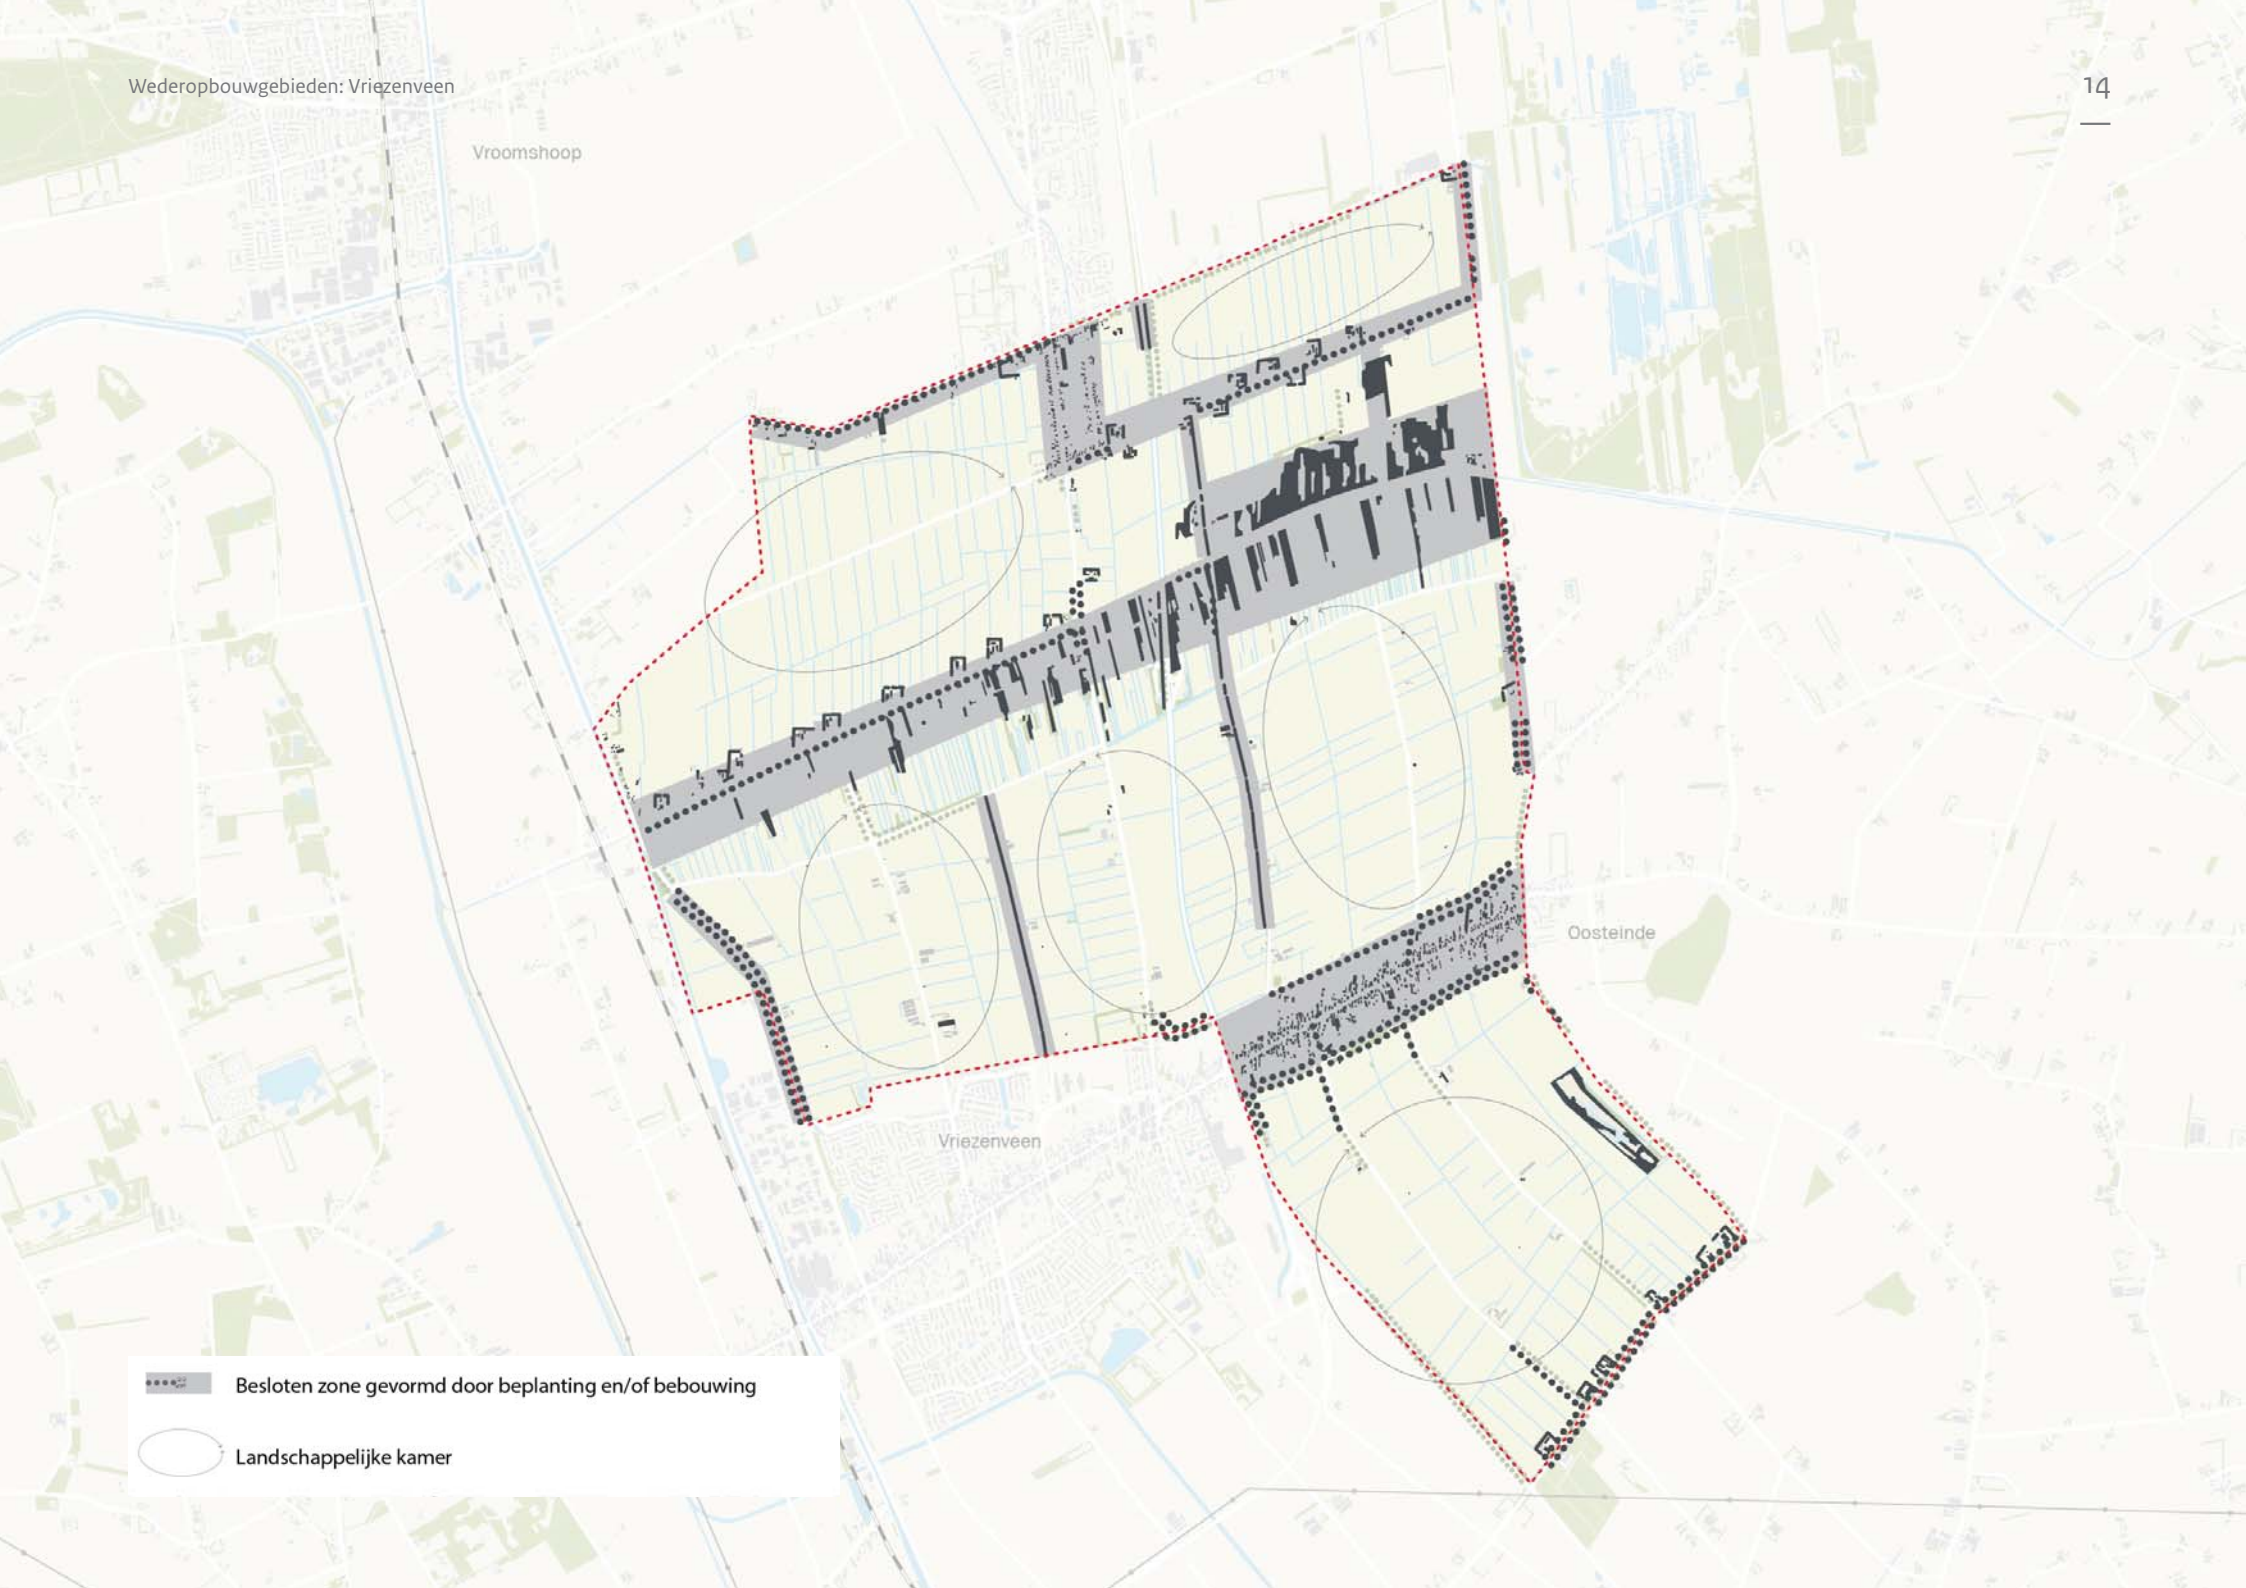 Wederopbouwgebieden: Vriezenveen
14
Vroomshoop
Oosteinde
Vriezenveen
Besloten zone gevormd door beplanting en/of bebouwing
Landschappelijke kamer